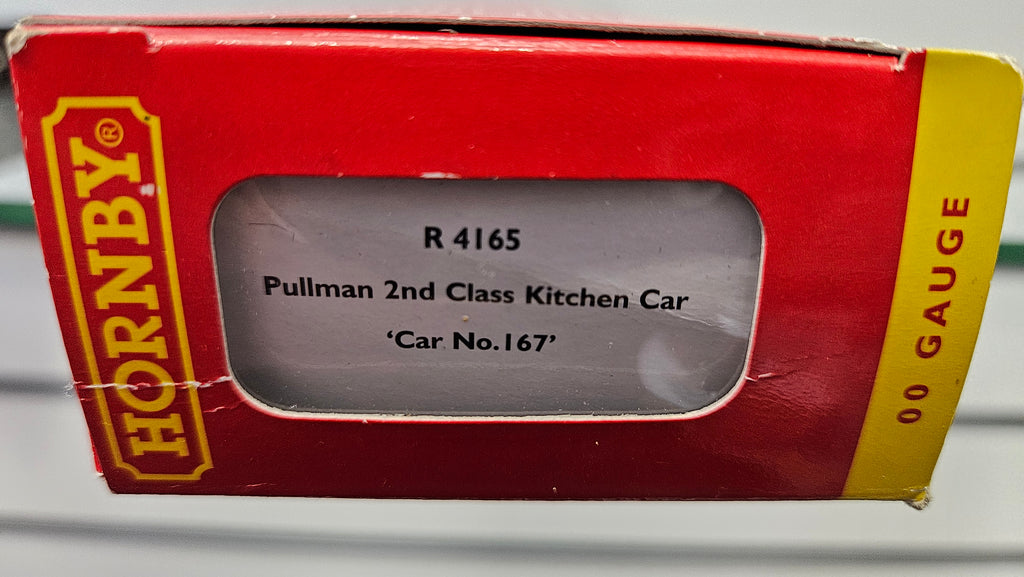 HORNBY®
R 4165
Pullman 2nd Class Kitchen Car
‘Car No.167’
00 GAUGE